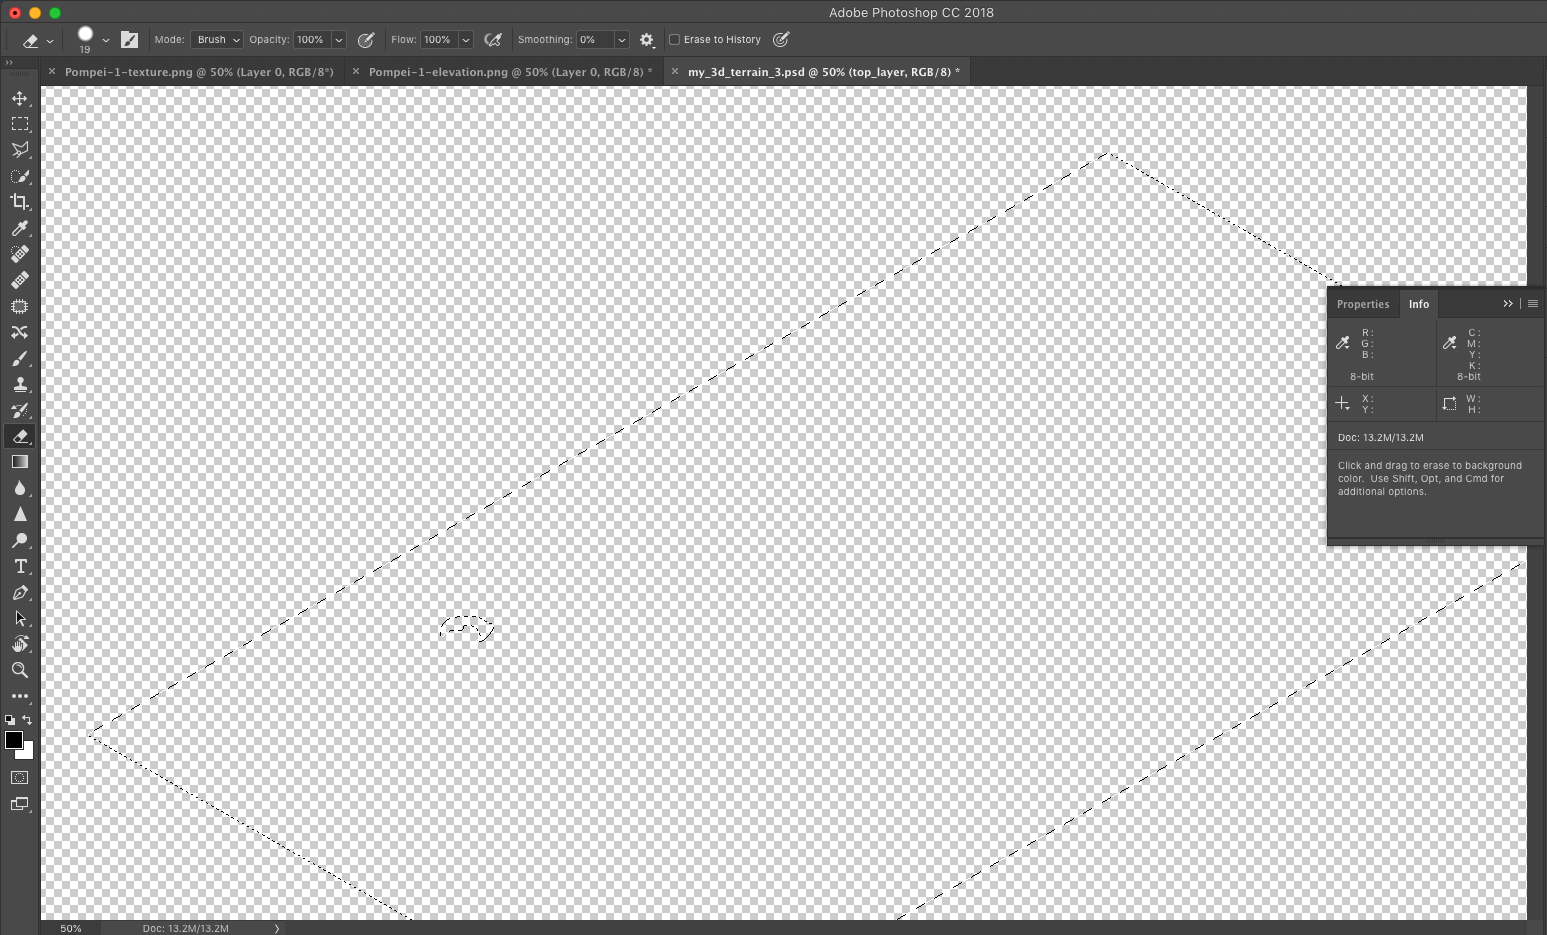 Adobe Photoshop CC 2018
19
Mode: Brush Opacity: 100% Flow: 100% Smoothing: 0% Erase to History
Pompei-1-texture.png @ 50% (Layer 0, RGB/8*)
Pompei-1-elevation.png @ 50% (Layer 0, RGB/8) *
my_3d_terrain_3.psd @ 50% (top_layer, RGB/8) *
Properties Info
R: C:
G: M:
B: Y:
K:
8-bit 8-bit
X: W:
Y: H:
Doc: 13.2M/13.2M
Click and drag to erase to background
color. Use Shift, Opt, and Cmd for
additional options.
50% Doc: 13.2M/13.2M